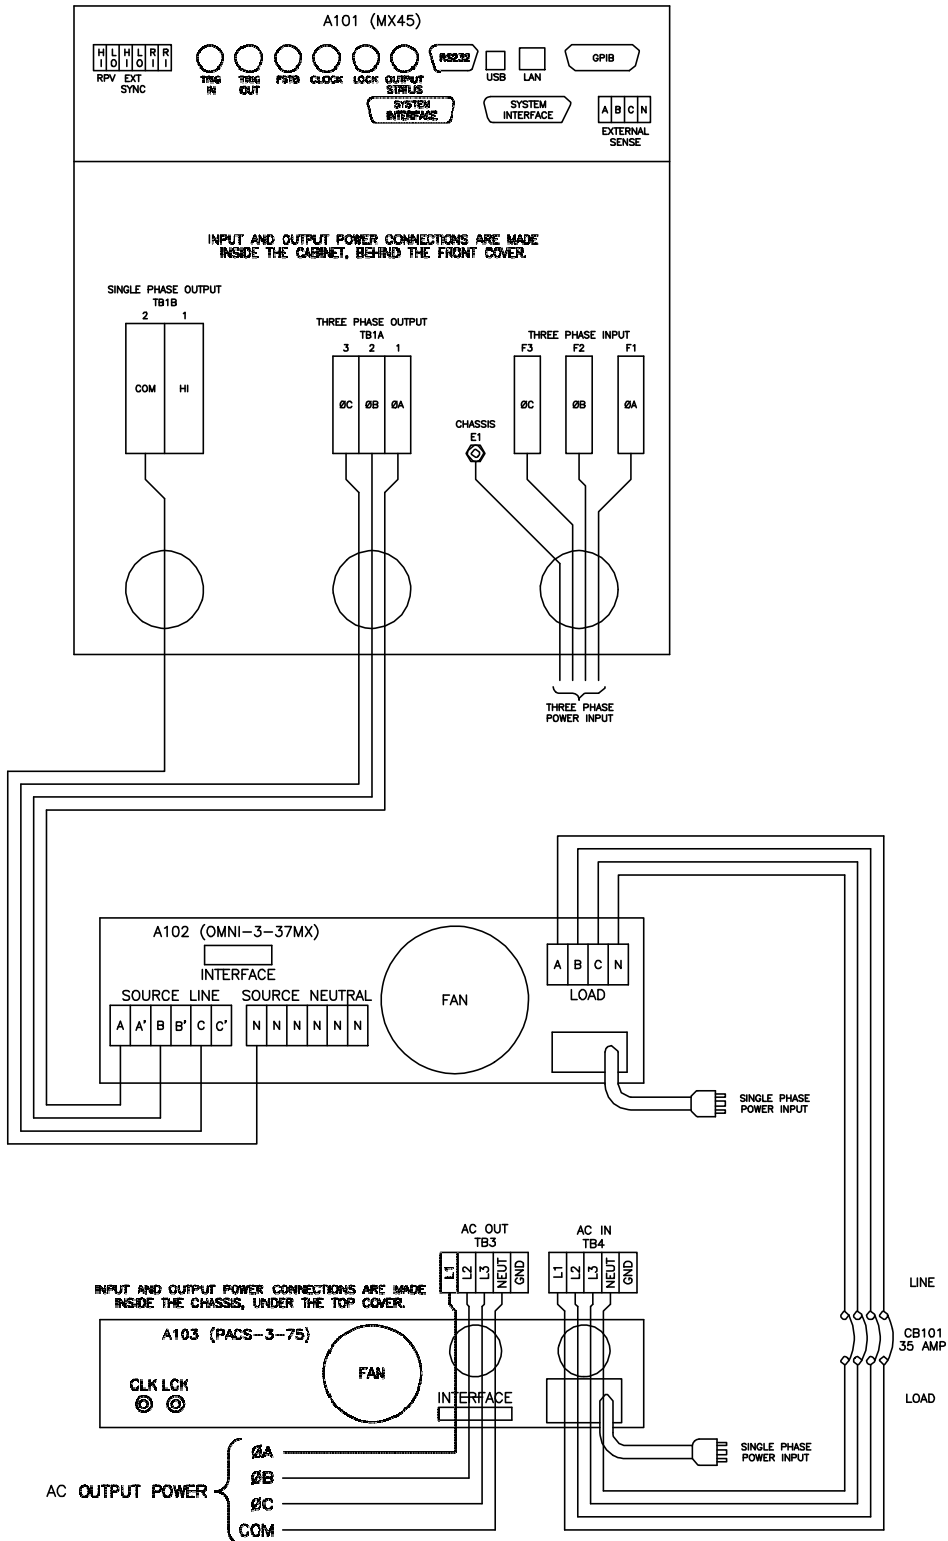 A101 (MX45)
HI LO HI LO RI RI
RPV EXT
SYNC
TRIG
IN
TRIG
OUT
FSTB
CLOCK
LOCK
OUTPUT
STATUS
RS232
USB
LAN
GPIB
SYSTEM
INTERFACE
SYSTEM
INTERFACE
A B C N
EXTERNAL
SENSE
INPUT AND OUTPUT POWER CONNECTIONS ARE MADE
INSIDE THE CABINET, BEHIND THE FRONT COVER.
SINGLE PHASE OUTPUT
TB1B
2 1
COM HI
THREE PHASE OUTPUT
TB1A
3 2 1
ØC ØB ØA
CHASSIS
E1
THREE PHASE INPUT
F3 F2 F1
ØC ØB ØA
THREE PHASE
POWER INPUT
A102 (OMNI-3-37MX)
INTERFACE
SOURCE LINE
A A' B B' C C'
SOURCE NEUTRAL
N N N N N N
FAN
A B C N
LOAD
SINGLE PHASE
POWER INPUT
AC OUT
TB3
L1 L2 L3 NEUT GND
AC IN
TB4
L1 L2 L3 NEUT GND
INPUT AND OUTPUT POWER CONNECTIONS ARE MADE
INSIDE THE CHASSIS, UNDER THE TOP COVER.
A103 (PACS-3-75)
CLK LCK
FAN
INTERFACE
SINGLE PHASE
POWER INPUT
LINE
CB101
35 AMP
LOAD
AC OUTPUT POWER
ØA
ØB
ØC
COM